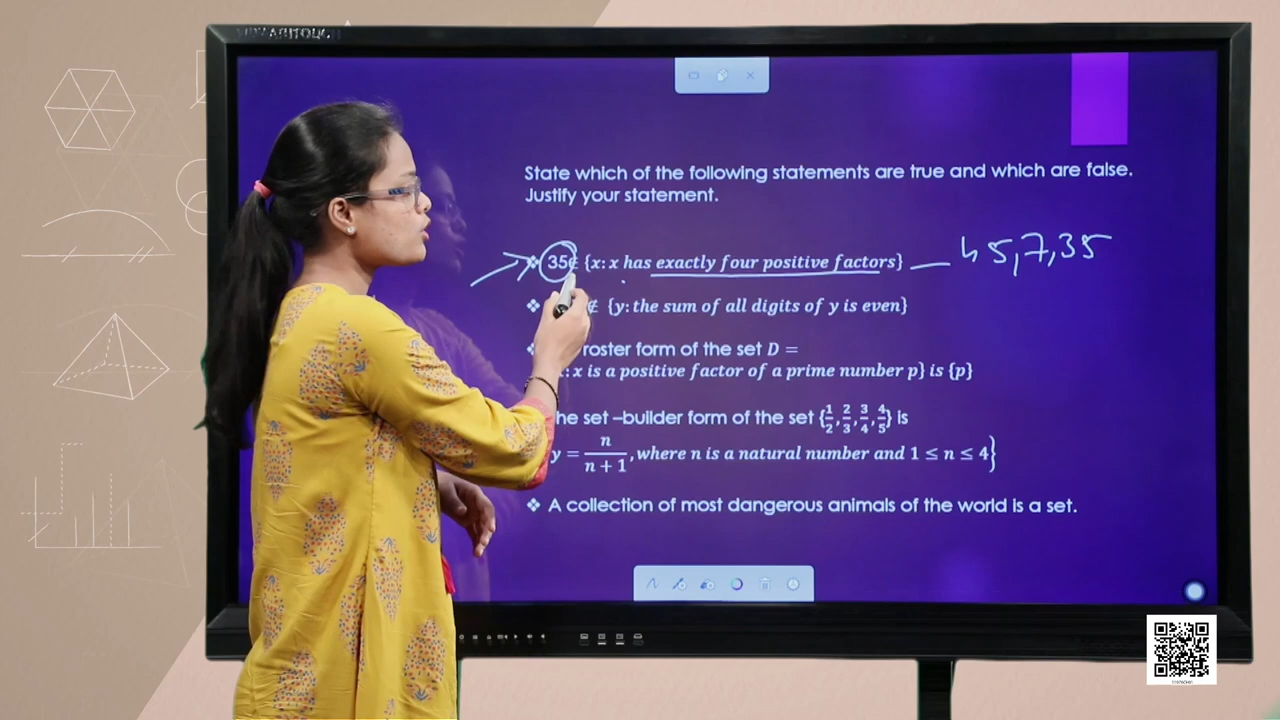 State which of the following statements are true and which are false.
Justify your statement.
❖ 35∈ {x: x has exactly four positive factors} 5,7,35
❖ ∉ {y: the sum of all digits of y is even}
roster form of the set D =
x is a positive factor of a prime number p} is {p}
he set –builder form of the set {1/2, 2/3, 3/4, 4/5} is
y = n/(n + 1), where n is a natural number and 1 ≤ n ≤ 4}
❖ A collection of most dangerous animals of the world is a set.